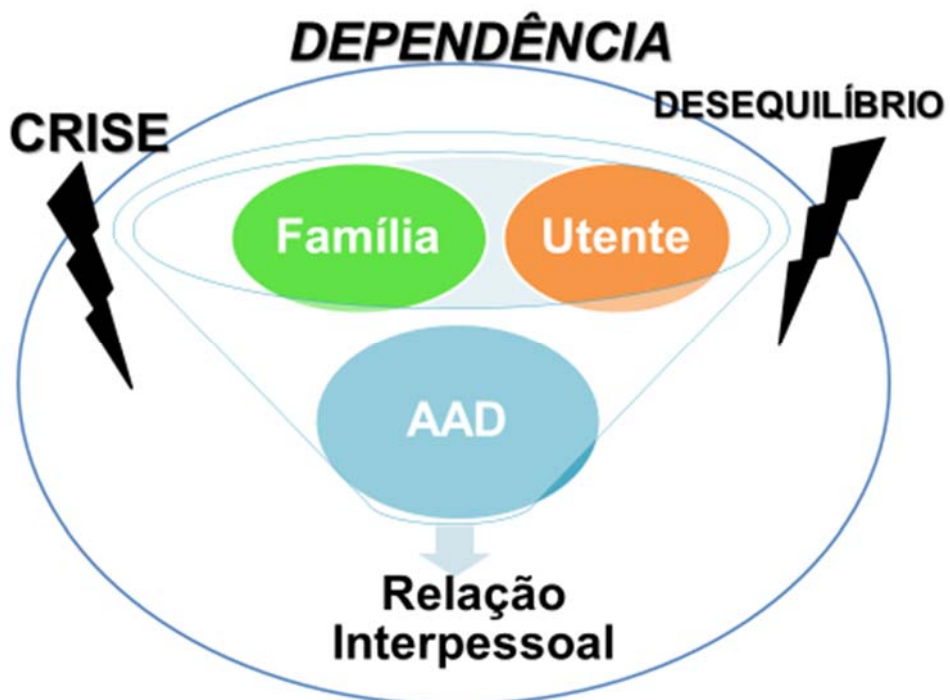 DEPENDÊNCIA
CRISE
DESEQUILÍBRIO
Família
Utente
AAD
Relação
Interpessoal